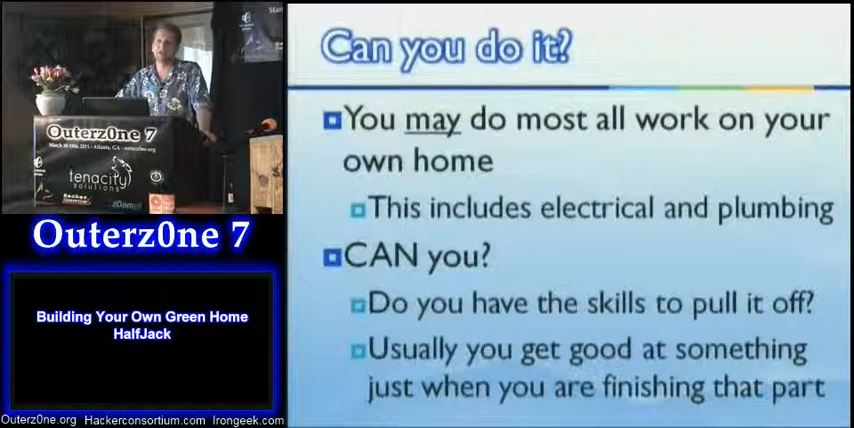 Can you do it?
You may do most all work on your
own home
This includes electrical and plumbing
CAN you?
Do you have the skills to pull it off?
Usually you get good at something
just when you are finishing that part
Outerz0ne 7
tenacity
solutions
Outerz0ne 7
Building Your Own Green Home
HalfJack
Outerz0ne.org Hackerconsortium.com Irongeek.com